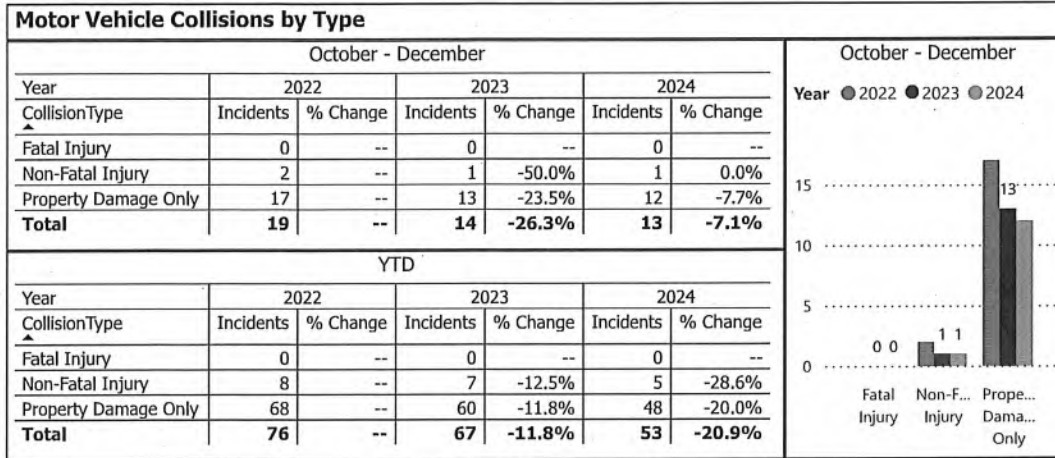 Motor Vehicle Collisions by Type
October - December
Year 2022 2023 2024
CollisionType Incidents % Change Incidents % Change Incidents % Change
Fatal Injury 0 -- 0 -- 0 --
Non-Fatal Injury 2 -- 1 -50.0% 1 0.0%
Property Damage Only 17 -- 13 -23.5% 12 -7.7%
Total 19 -- 14 -26.3% 13 -7.1%
YTD
Year 2022 2023 2024
CollisionType Incidents % Change Incidents % Change Incidents % Change
Fatal Injury 0 -- 0 -- 0 --
Non-Fatal Injury 8 -- 7 -12.5% 5 -28.6%
Property Damage Only 68 -- 60 -11.8% 48 -20.0%
Total 76 -- 67 -11.8% 53 -20.9%
October - December
Year 2022 2023 2024
15
13
10
5
0 0
1 1
0
Fatal Non-F... Prope...
Injury Injury Dama...
Only